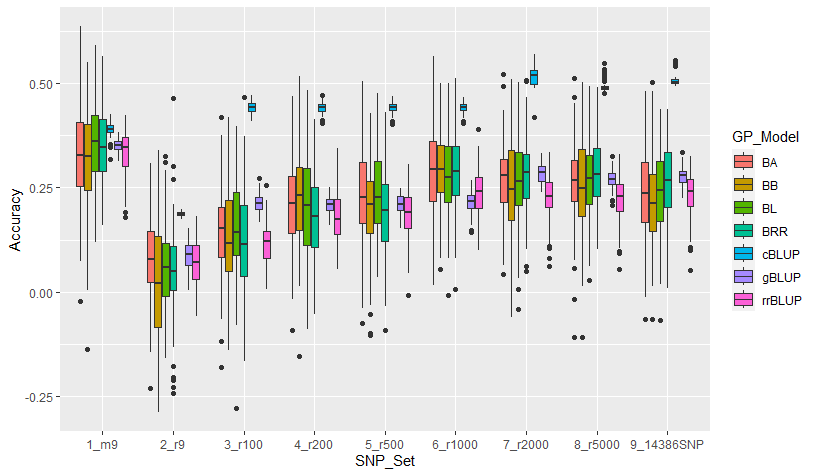 0.50
0.25
0.00
-0.25
Accuracy
1_m9 2_r9 3_r100 4_r200 5_r500 6_r1000 7_r2000 8_r5000 9_14386SNP
SNP_Set
GP_Model
BA
BB
BL
BRR
cBLUP
gBLUP
rrBLUP